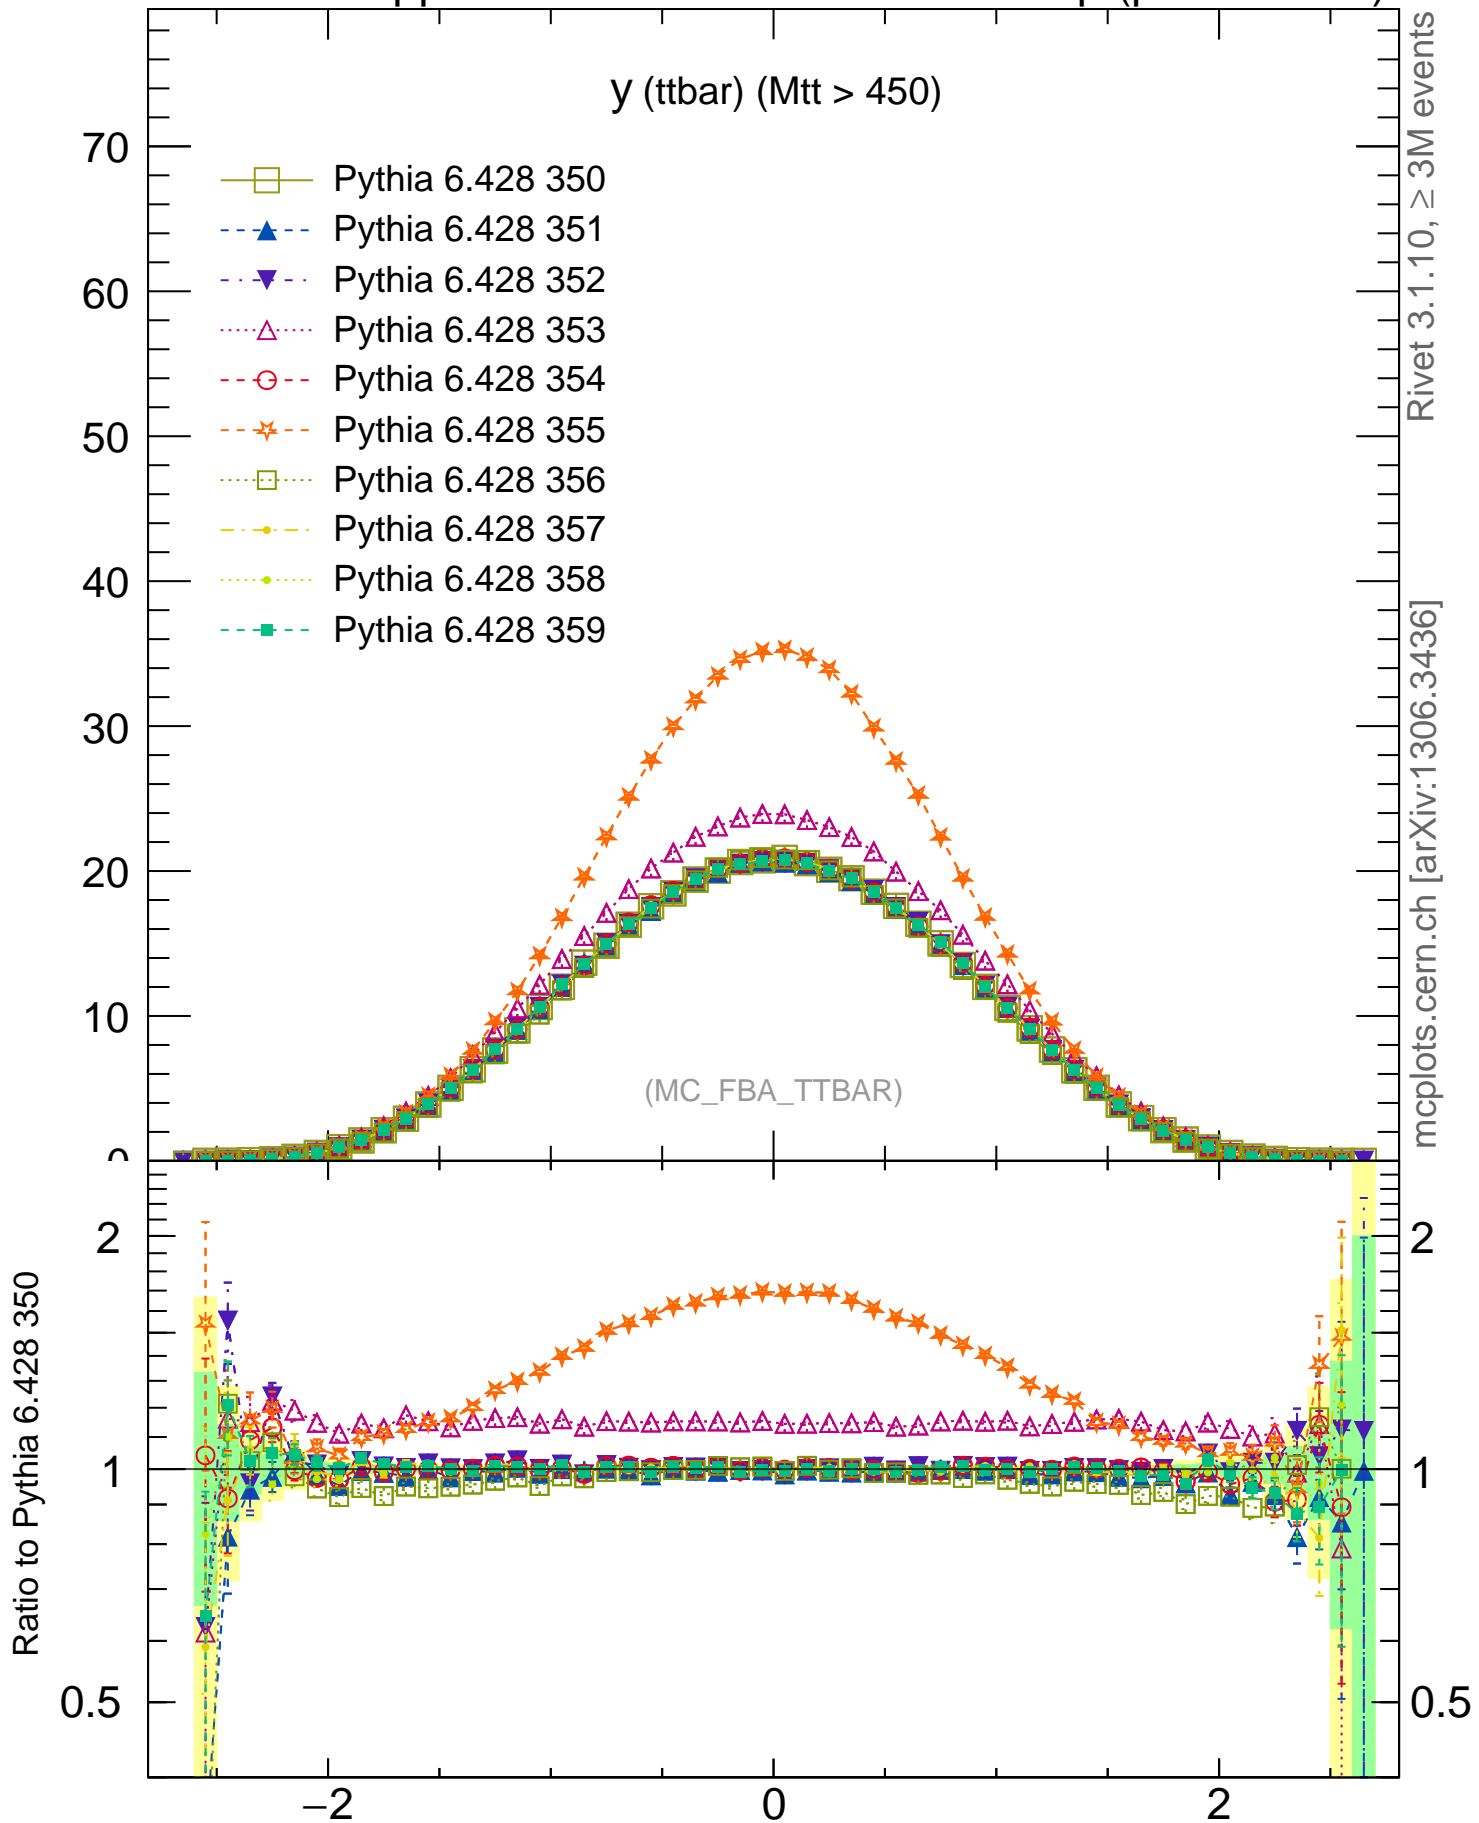 y (ttbar) (Mtt > 450)
70
60
50
40
30
20
10
0
Pythia 6.428 350
Pythia 6.428 351
Pythia 6.428 352
Pythia 6.428 353
Pythia 6.428 354
Pythia 6.428 355
Pythia 6.428 356
Pythia 6.428 357
Pythia 6.428 358
Pythia 6.428 359
(MC_FBA_TTBAR)
Rivet 3.1.10, ≥ 3M events
mcplots.cern.ch [arXiv:1306.3436]
Ratio to Pythia 6.428 350
2
1
0.5
2
1
0.5
−2
0
2